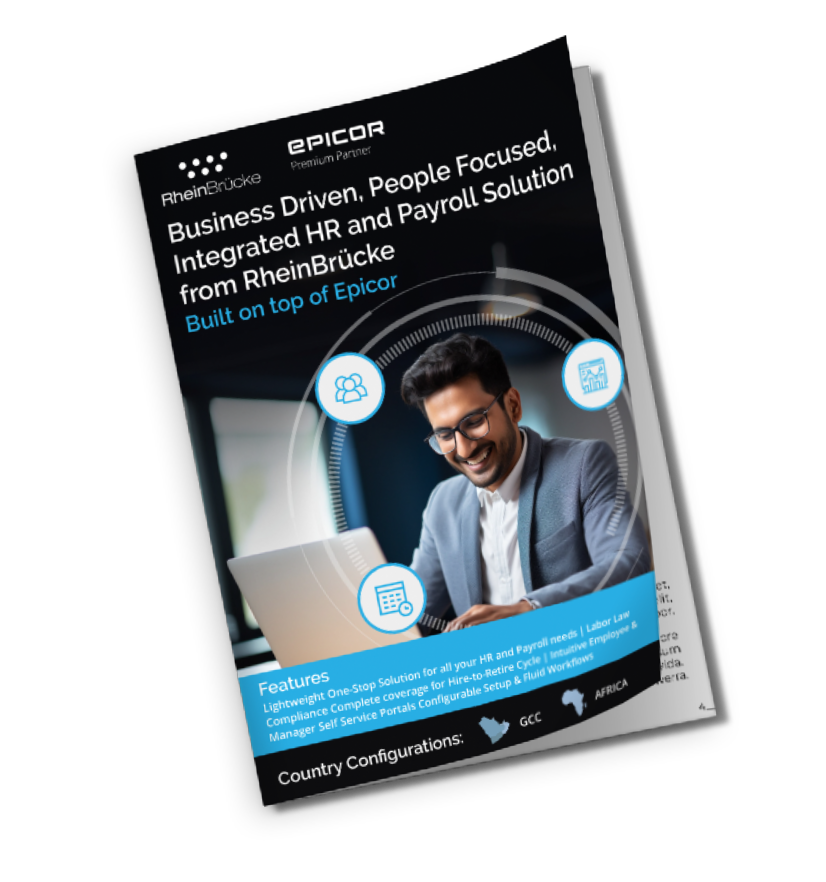 RheinBrücke
EPICOR
Premium Partner
Business Driven, People Focused,
Integrated HR and Payroll Solution
from RheinBrücke
Built on top of Epicor
Features
Lightweight One-Stop Solution for all your HR and Payroll needs | Labor Law
Compliance Complete coverage for Hire-to-Retire Cycle | Intuitive Employee &
Manager Self Service Portals Configurable Setup & Fluid Workflows
Country Configurations:
GCC
AFRICA
4